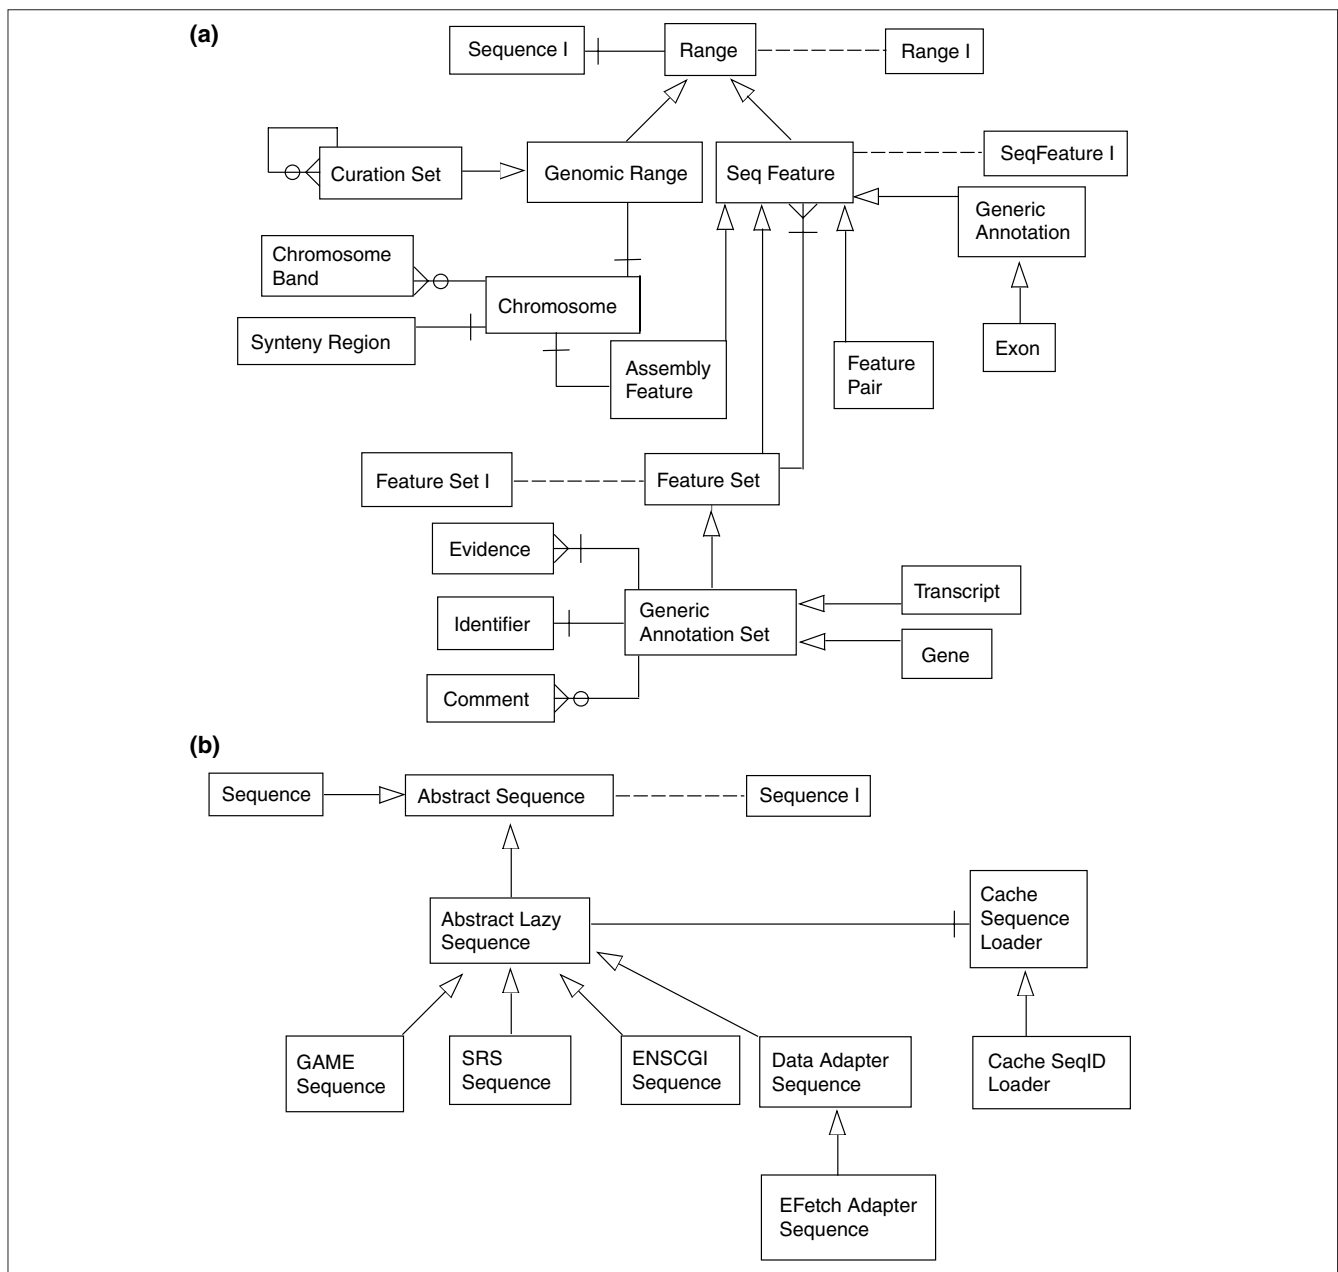 (a)
Sequence I
Range
Range I
Curation Set
Genomic Range
Seq Feature
SeqFeature I
Generic
Annotation
Chromosome
Band
Chromosome
Synteny Region
Assembly
Feature
Feature
Pair
Exon
Feature Set I
Feature Set
Evidence
Identifier
Generic
Annotation Set
Transcript
Gene
Comment
(b)
Sequence
Abstract Sequence
Sequence I
Abstract Lazy
Sequence
Cache
Sequence
Loader
GAME
Sequence
SRS
Sequence
ENSCGI
Sequence
Data Adapter
Sequence
Cache SeqID
Loader
EFetch Adapter
Sequence